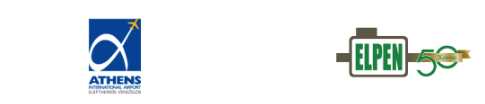 ATHENS
INTERNATIONAL AIRPORT
ELEFTHERIOS VENIZELOS
ELPEN
50